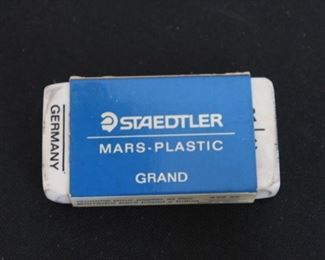 STAEDTLER
MARS-PLASTIC
GRAND
GERMANY